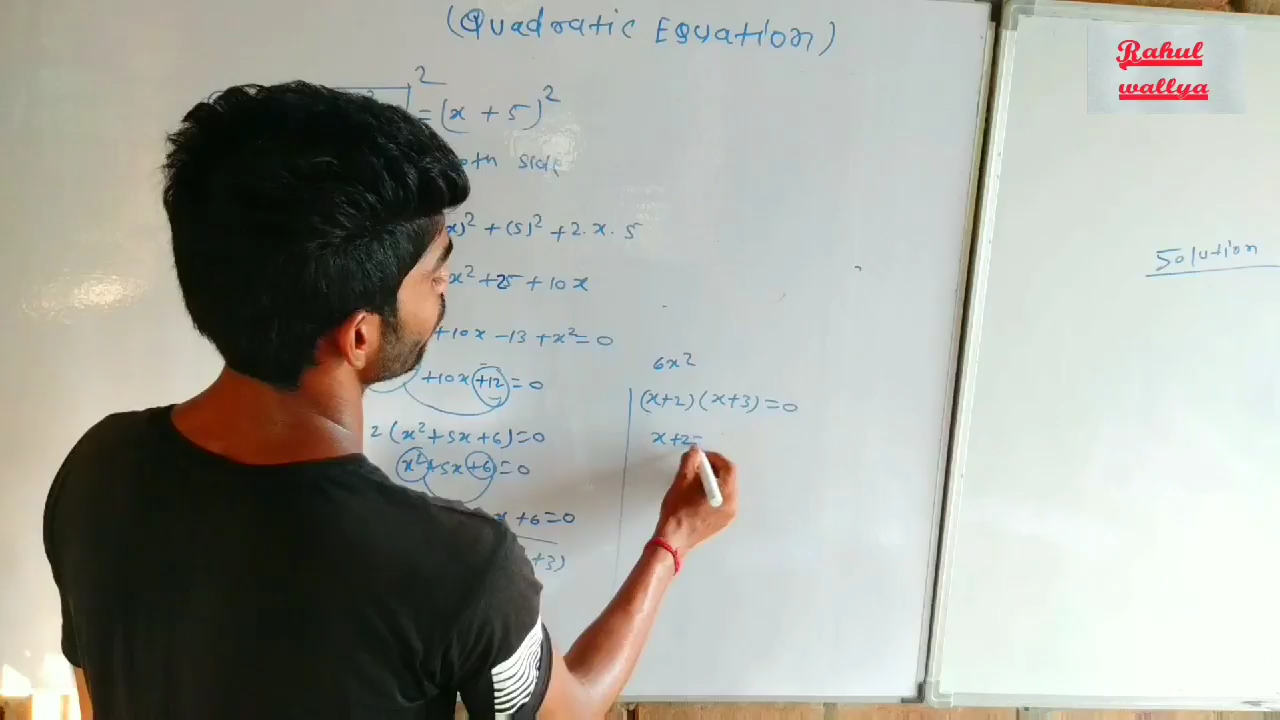 (Quadratic Equation)
2
= (x + 5)²
oth side
x)² + (5)² + 2. x . 5
x² + 25 + 10x
+10x - 13 + x² = 0
+10x +12 = 0
2 (x² + 5x + 6) = 0
x² + 5x + 6 = 0
x + 6 = 0
+3)
6x²
(x+2) (x+3) = 0
x+2=
Rahul
wallya
Solution